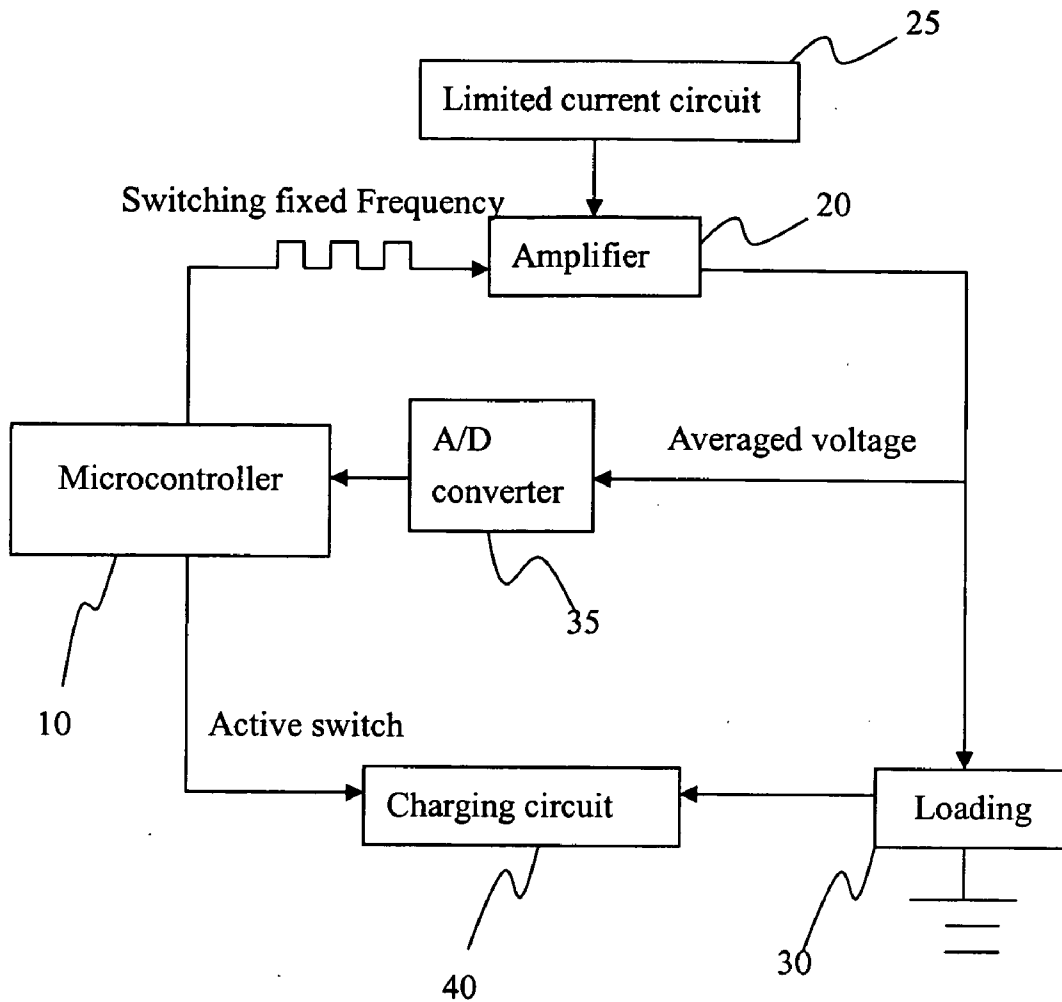 25
Limited current circuit
Switching fixed Frequency
20
Amplifier
A/D
converter
Averaged voltage
Microcontroller
35
10
Active switch
Charging circuit
Loading
40
30